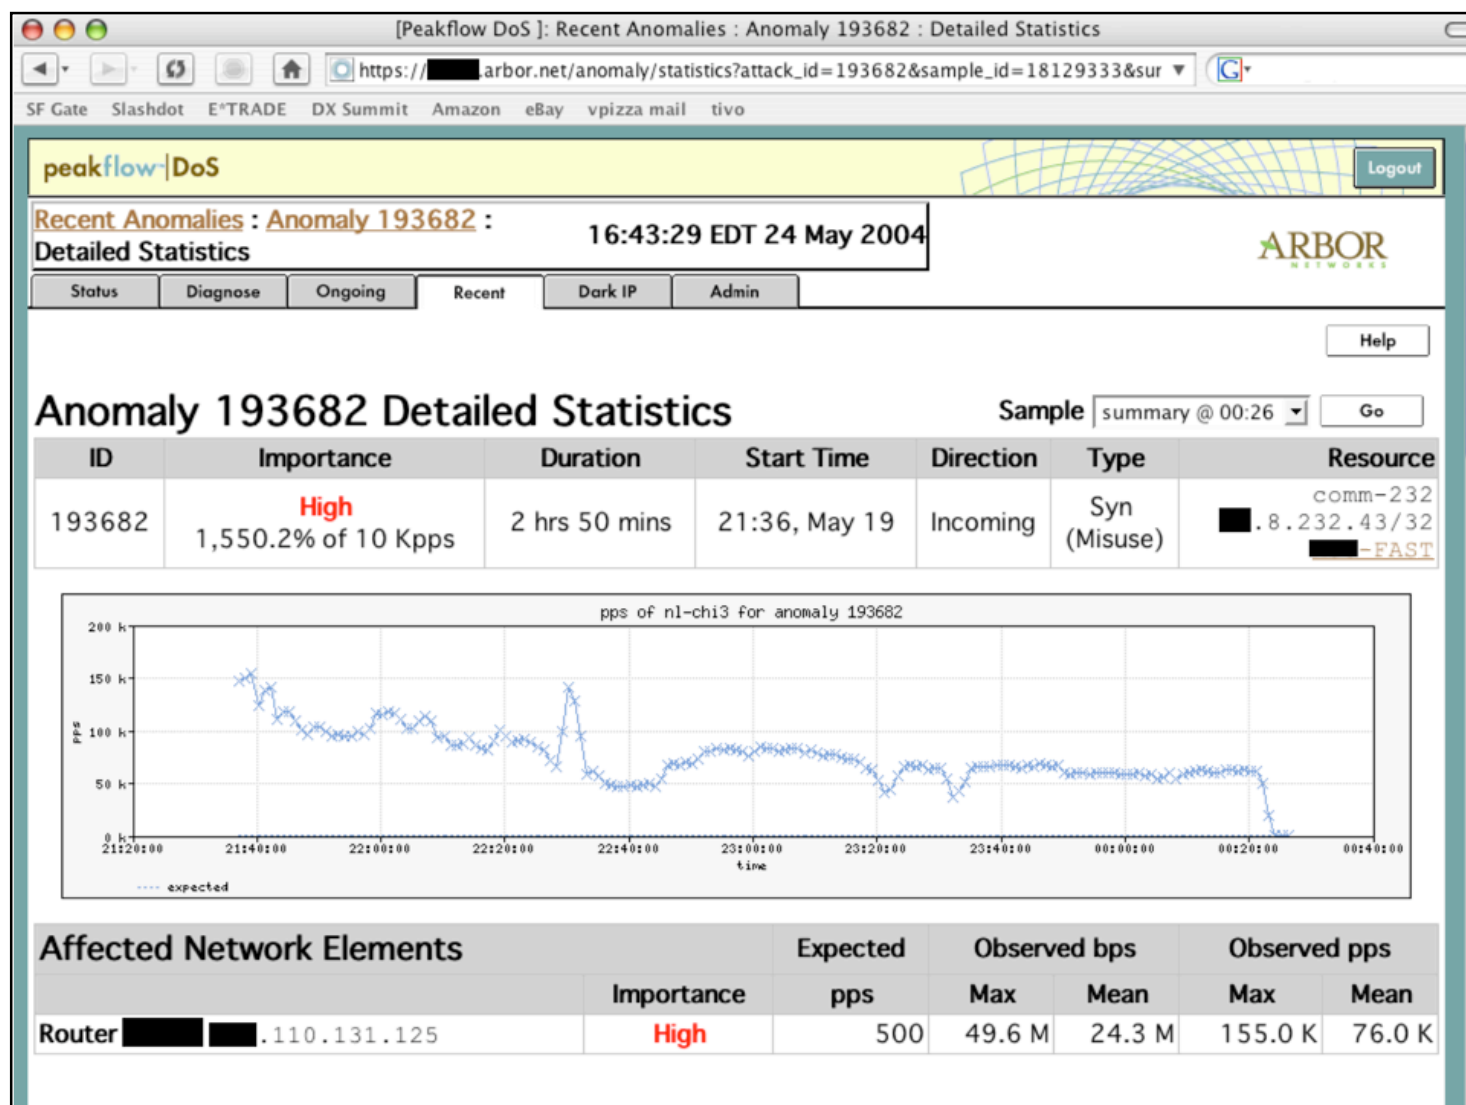 [Peakflow DoS ]: Recent Anomalies : Anomaly 193682 : Detailed Statistics
https:// .arbor.net/anomaly/statistics?attack_id=193682&sample_id=18129333&sur
G
SF Gate Slashdot E*TRADE DX Summit Amazon eBay vpizza mail tivo
peakflow™|DoS
Logout
Recent Anomalies : Anomaly 193682 :
Detailed Statistics
16:43:29 EDT 24 May 2004
ARBOR
NETWORKS
Status Diagnose Ongoing Recent Dark IP Admin
Help
Anomaly 193682 Detailed Statistics
Sample summary @ 00:26 Go
ID Importance Duration Start Time Direction Type Resource
193682 High 1,550.2% of 10 Kpps 2 hrs 50 mins 21:36, May 19 Incoming Syn (Misuse) comm-232
.8.232.43/32
-FAST
pps of nl-chi3 for anomaly 193682
200 k
150 k
100 k
50 k
0 k
pps
21:20:00 21:40:00 22:00:00 22:20:00 22:40:00 23:00:00 23:20:00 23:40:00 00:00:00 00:20:00 00:40:00
time
expected
Affected Network Elements Expected Observed bps Observed pps
Importance pps Max Mean Max Mean
Router .110.131.125 High 500 49.6 M 24.3 M 155.0 K 76.0 K